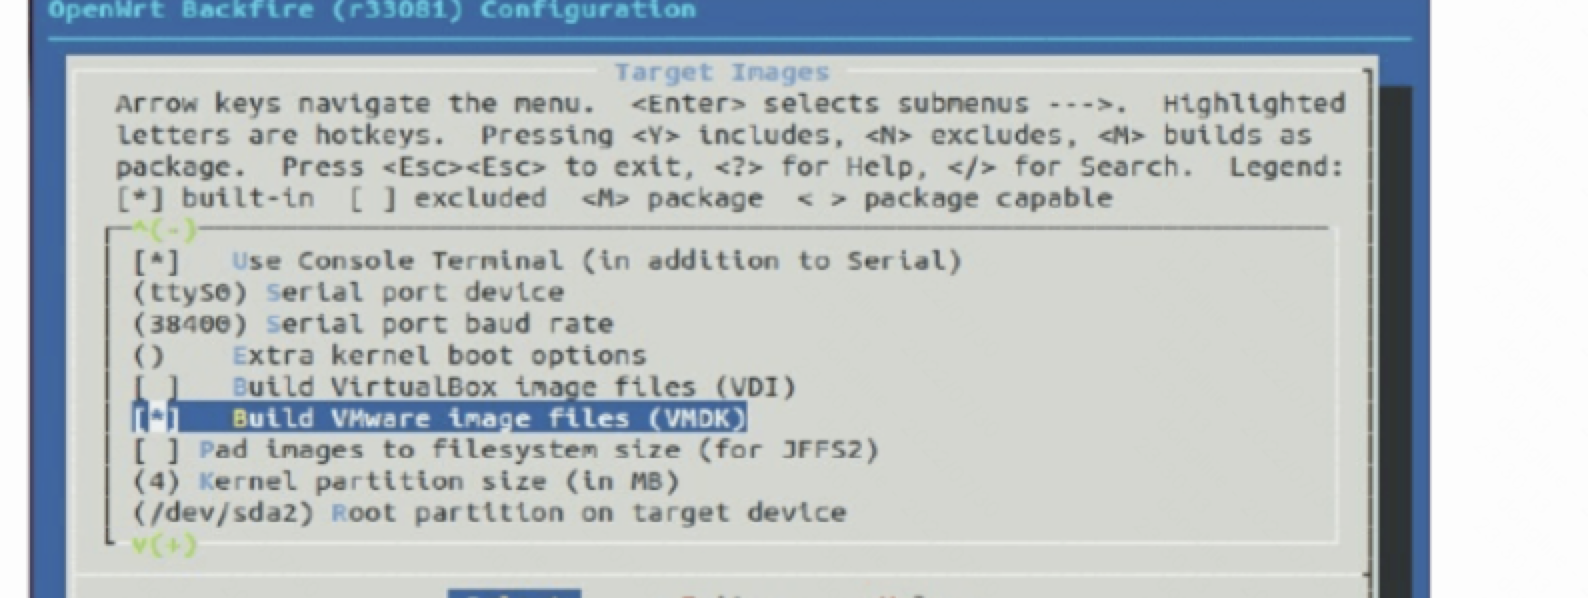 OpenWrt Backfire (r33081) Configuration
Target Images
Arrow keys navigate the menu.  <Enter> selects submenus --->.  Highlighted
letters are hotkeys.  Pressing <Y> includes, <N> excludes, <M> builds as
package.  Press <Esc><Esc> to exit, <?> for Help, </> for Search.  Legend:
[*] built-in  [ ] excluded  <M> package  < > package capable
^(-)
[*]   Use Console Terminal (in addition to Serial)
(ttyS0) Serial port device
(38400) Serial port baud rate
()    Extra kernel boot options
[ ]   Build VirtualBox image files (VDI)
[*]   Build VMware image files (VMDK)
[ ] Pad images to filesystem size (for JFFS2)
(4) Kernel partition size (in MB)
(/dev/sda2) Root partition on target device
v(+)